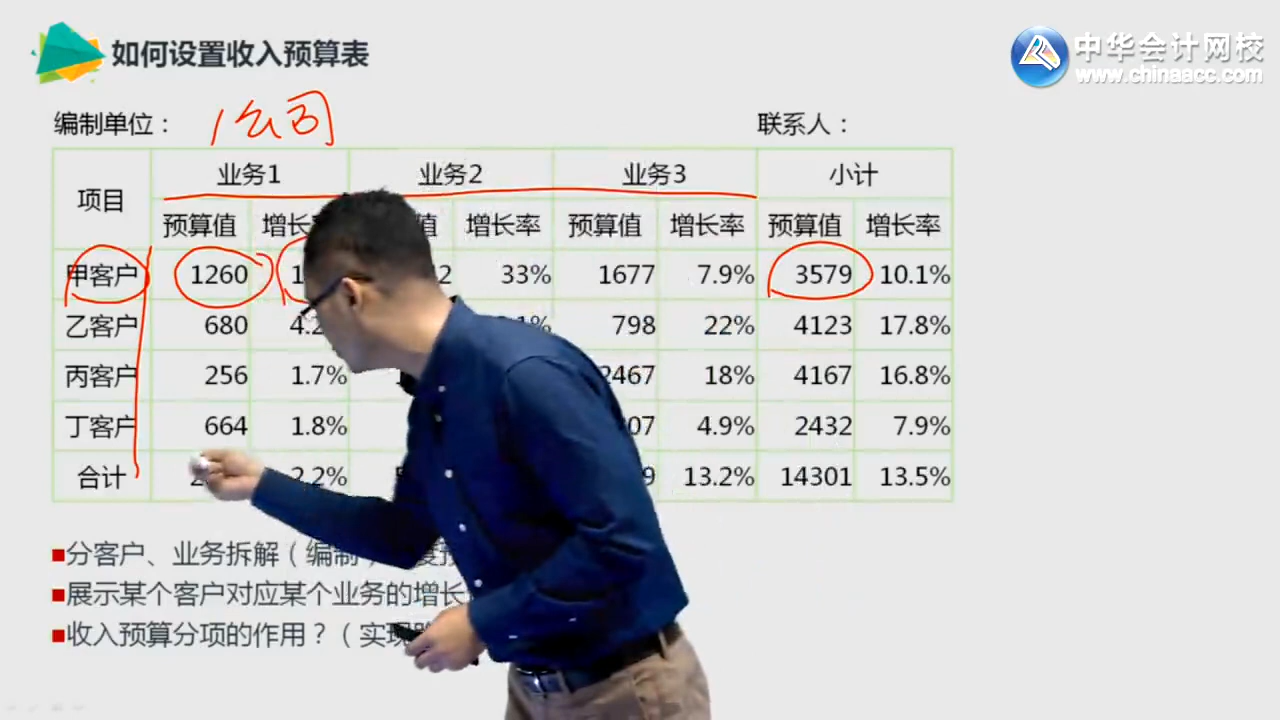 如何设置收入预算表
中华会计网校
www.chinaacc.com
编制单位： 1公司 联系人：
项目 业务1 业务2 业务3 小计
预算值 增长 值 增长率 预算值 增长率 预算值 增长率
甲客户 1260 33% 1677 7.9% 3579 10.1%
乙客户 680 798 22% 4123 17.8%
丙客户 256 1.7% 2467 18% 4167 16.8%
丁客户 664 1.8% 4.9% 2432 7.9%
合计 2.2% 13.2% 14301 13.5%
■分客户、业务拆解（编制）
■展示某个客户对应某个业务的增长
■收入预算分项的作用？（实现